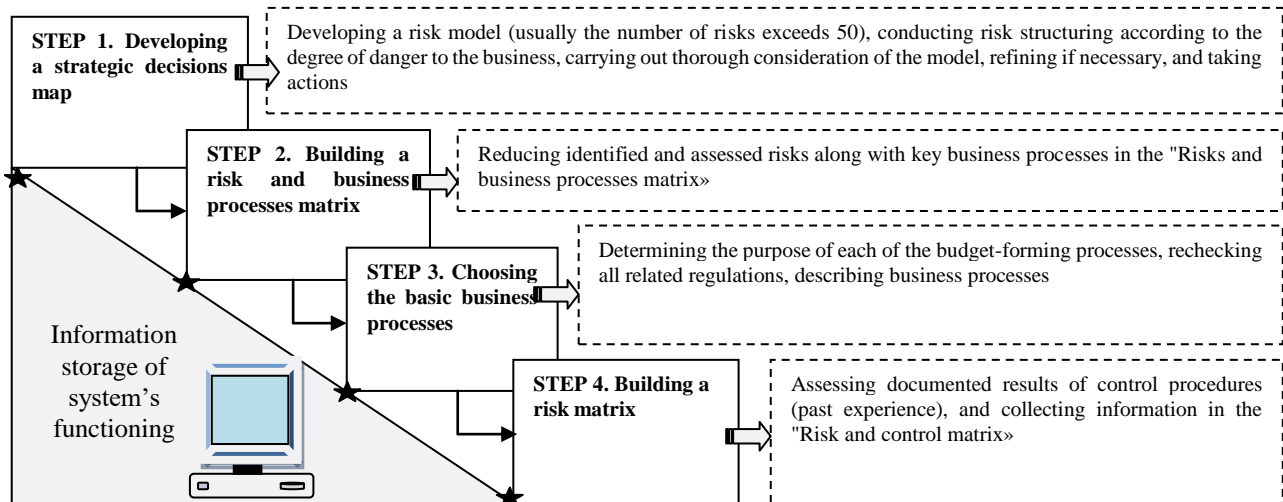 STEP 1. Developing
a strategic decisions
map
Developing a risk model (usually the number of risks exceeds 50), conducting risk structuring according to the
degree of danger to the business, carrying out thorough consideration of the model, refining if necessary, and taking
actions
STEP 2. Building a
risk and business
processes matrix
Reducing identified and assessed risks along with key business processes in the "Risks and
business processes matrix»
STEP 3. Choosing
the basic business
processes
Determining the purpose of each of the budget-forming processes, rechecking
all related regulations, describing business processes
STEP 4. Building a
risk matrix
Assessing documented results of control procedures
(past experience), and collecting information in the
"Risk and control matrix»
Information
storage of
system’s
functioning